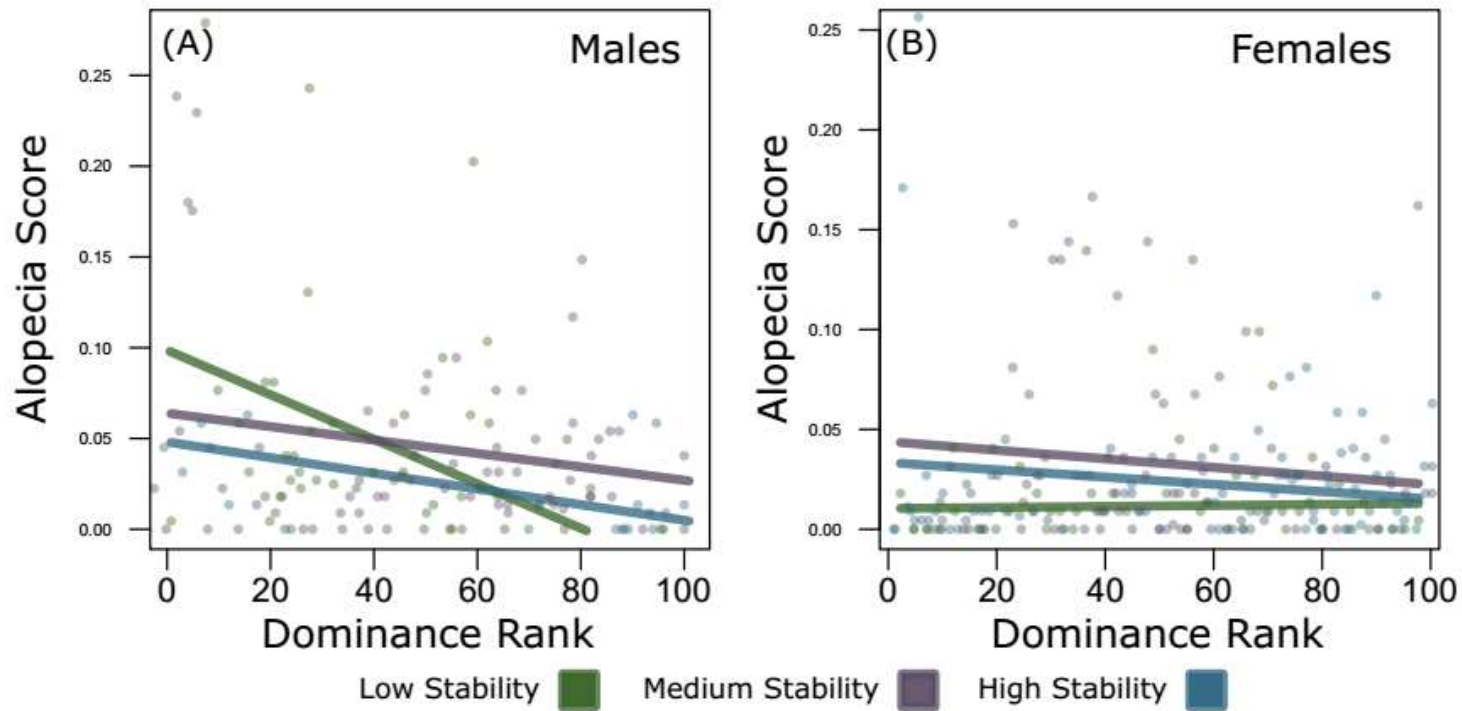 (A) Males
Alopecia Score
0.25
0.20
0.15
0.10
0.05
0.00
0 20 40 60 80 100
Dominance Rank
(B) Females
Alopecia Score
0.25
0.20
0.15
0.10
0.05
0.00
0 20 40 60 80 100
Dominance Rank
Low Stability Medium Stability High Stability